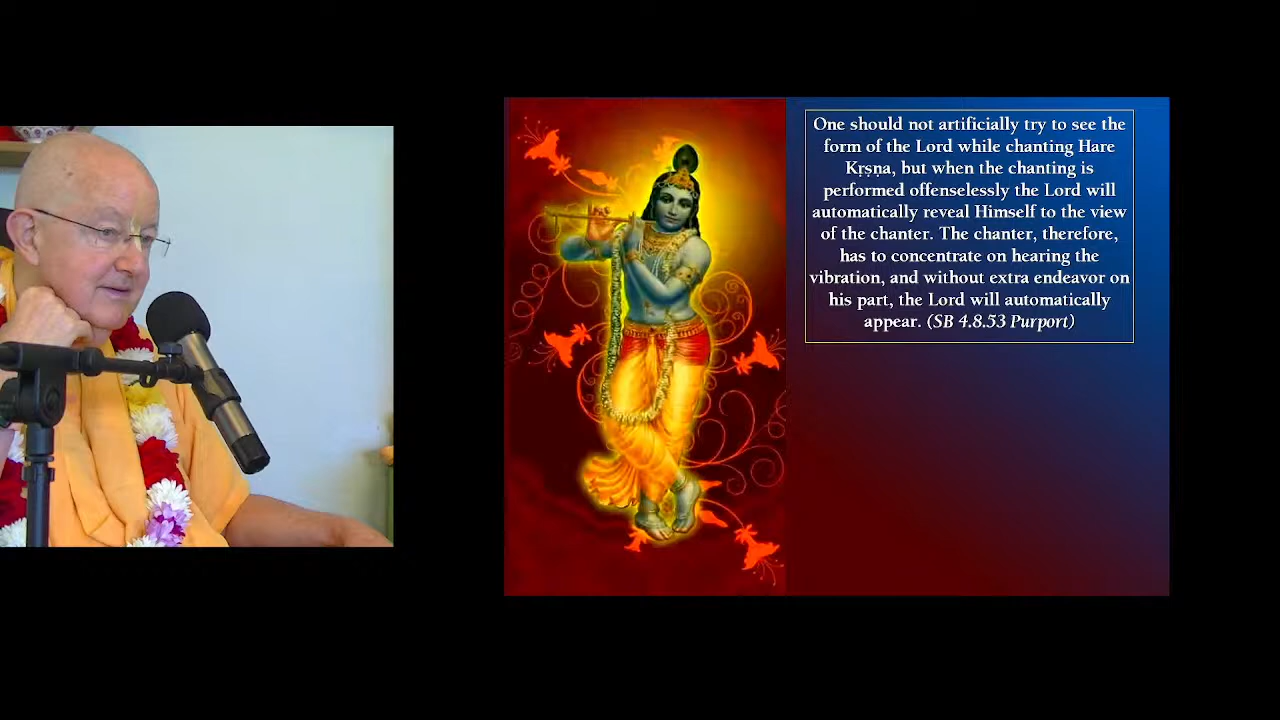 One should not artificially try to see the
form of the Lord while chanting Hare
Kṛṣṇa, but when the chanting is
performed offenselessly the Lord will
automatically reveal Himself to the view
of the chanter. The chanter, therefore,
has to concentrate on hearing the
vibration, and without extra endeavor on
his part, the Lord will automatically
appear. (SB 4.8.53 Purport)